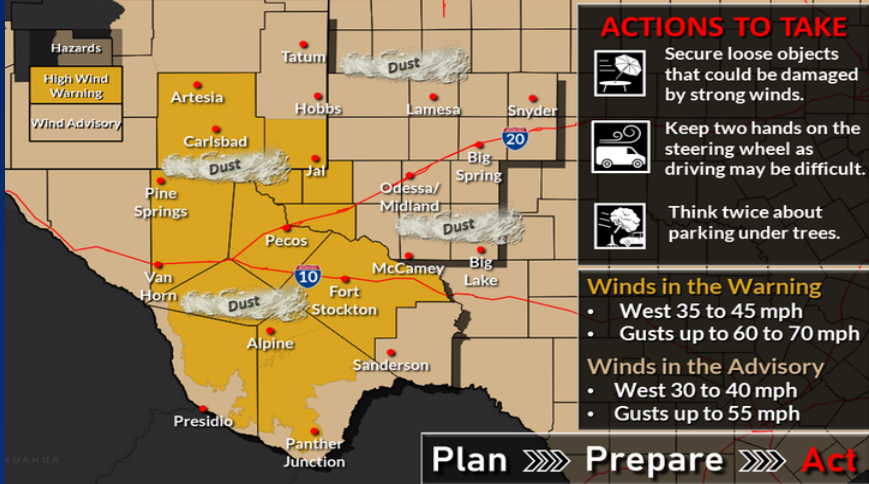 Hazards
High Wind
Warning
Wind Advisory
Tatum
Dust
Artesia
Hobbs
Lamesa
Snyder
20
Carlsbad
Big
Spring
Dust
Jal
Odessa/
Midland
Pine
Springs
Dust
Pecos
McCamey
Big
Lake
Van
Horn
10
Fort
Stockton
Dust
Alpine
Sanderson
Presidio
Panther
Junction
ACTIONS TO TAKE
Secure loose objects
that could be damaged
by strong winds.
Keep two hands on the
steering wheel as
driving may be difficult.
Think twice about
parking under trees.
Winds in the Warning
• West 35 to 45 mph
• Gusts up to 60 to 70 mph
Winds in the Advisory
• West 30 to 40 mph
• Gusts up to 55 mph
Plan Prepare Act